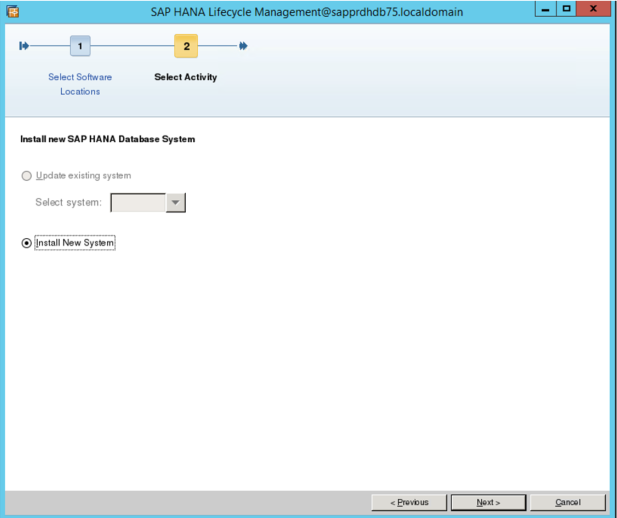 SAP HANA Lifecycle Management@sapprdhdb75.localdomain
1
2
Select Software
Locations
Select Activity
Install new SAP HANA Database System
Update existing system
Select system:
Install New System
< Previous
Next >
Cancel